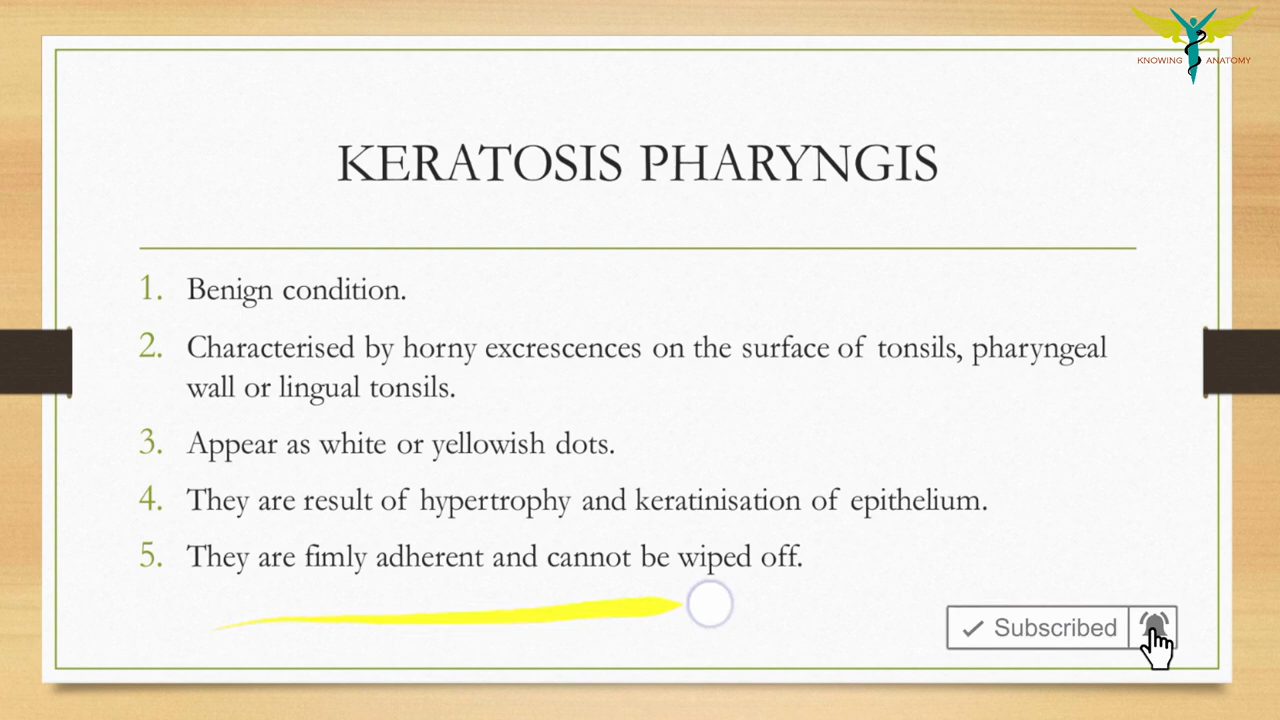 KNOWING ANATOMY
KERATOSIS PHARYNGIS
1. Benign condition.
2. Characterised by horny excrescences on the surface of tonsils, pharyngeal
wall or lingual tonsils.
3. Appear as white or yellowish dots.
4. They are result of hypertrophy and keratinisation of epithelium.
5. They are fimly adherent and cannot be wiped off.
Subscribed